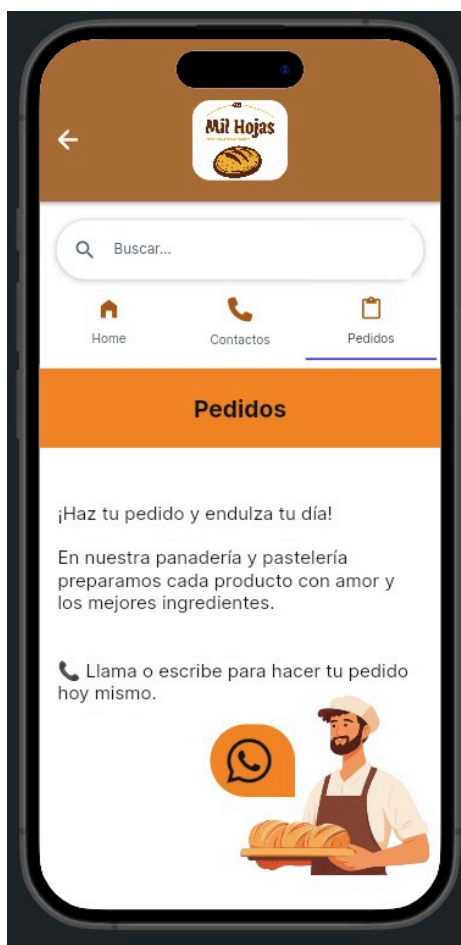 Mil Hojas
Buscar...
Home
Contactos
Pedidos
Pedidos
¡Haz tu pedido y endulza tu día!
En nuestra panadería y pastelería
preparamos cada producto con amor y
los mejores ingredientes.
📞 Llama o escribe para hacer tu pedido
hoy mismo.